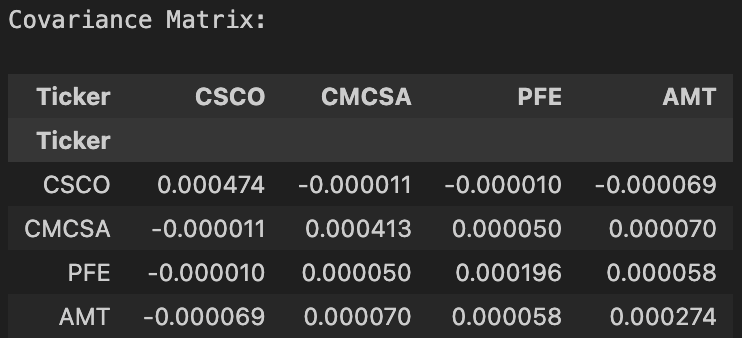 Covariance Matrix:
Ticker CSCO CMCSA PFE AMT
Ticker
CSCO 0.000474 -0.000011 -0.000010 -0.000069
CMCSA -0.000011 0.000413 0.000050 0.000070
PFE -0.000010 0.000050 0.000196 0.000058
AMT -0.000069 0.000070 0.000058 0.000274